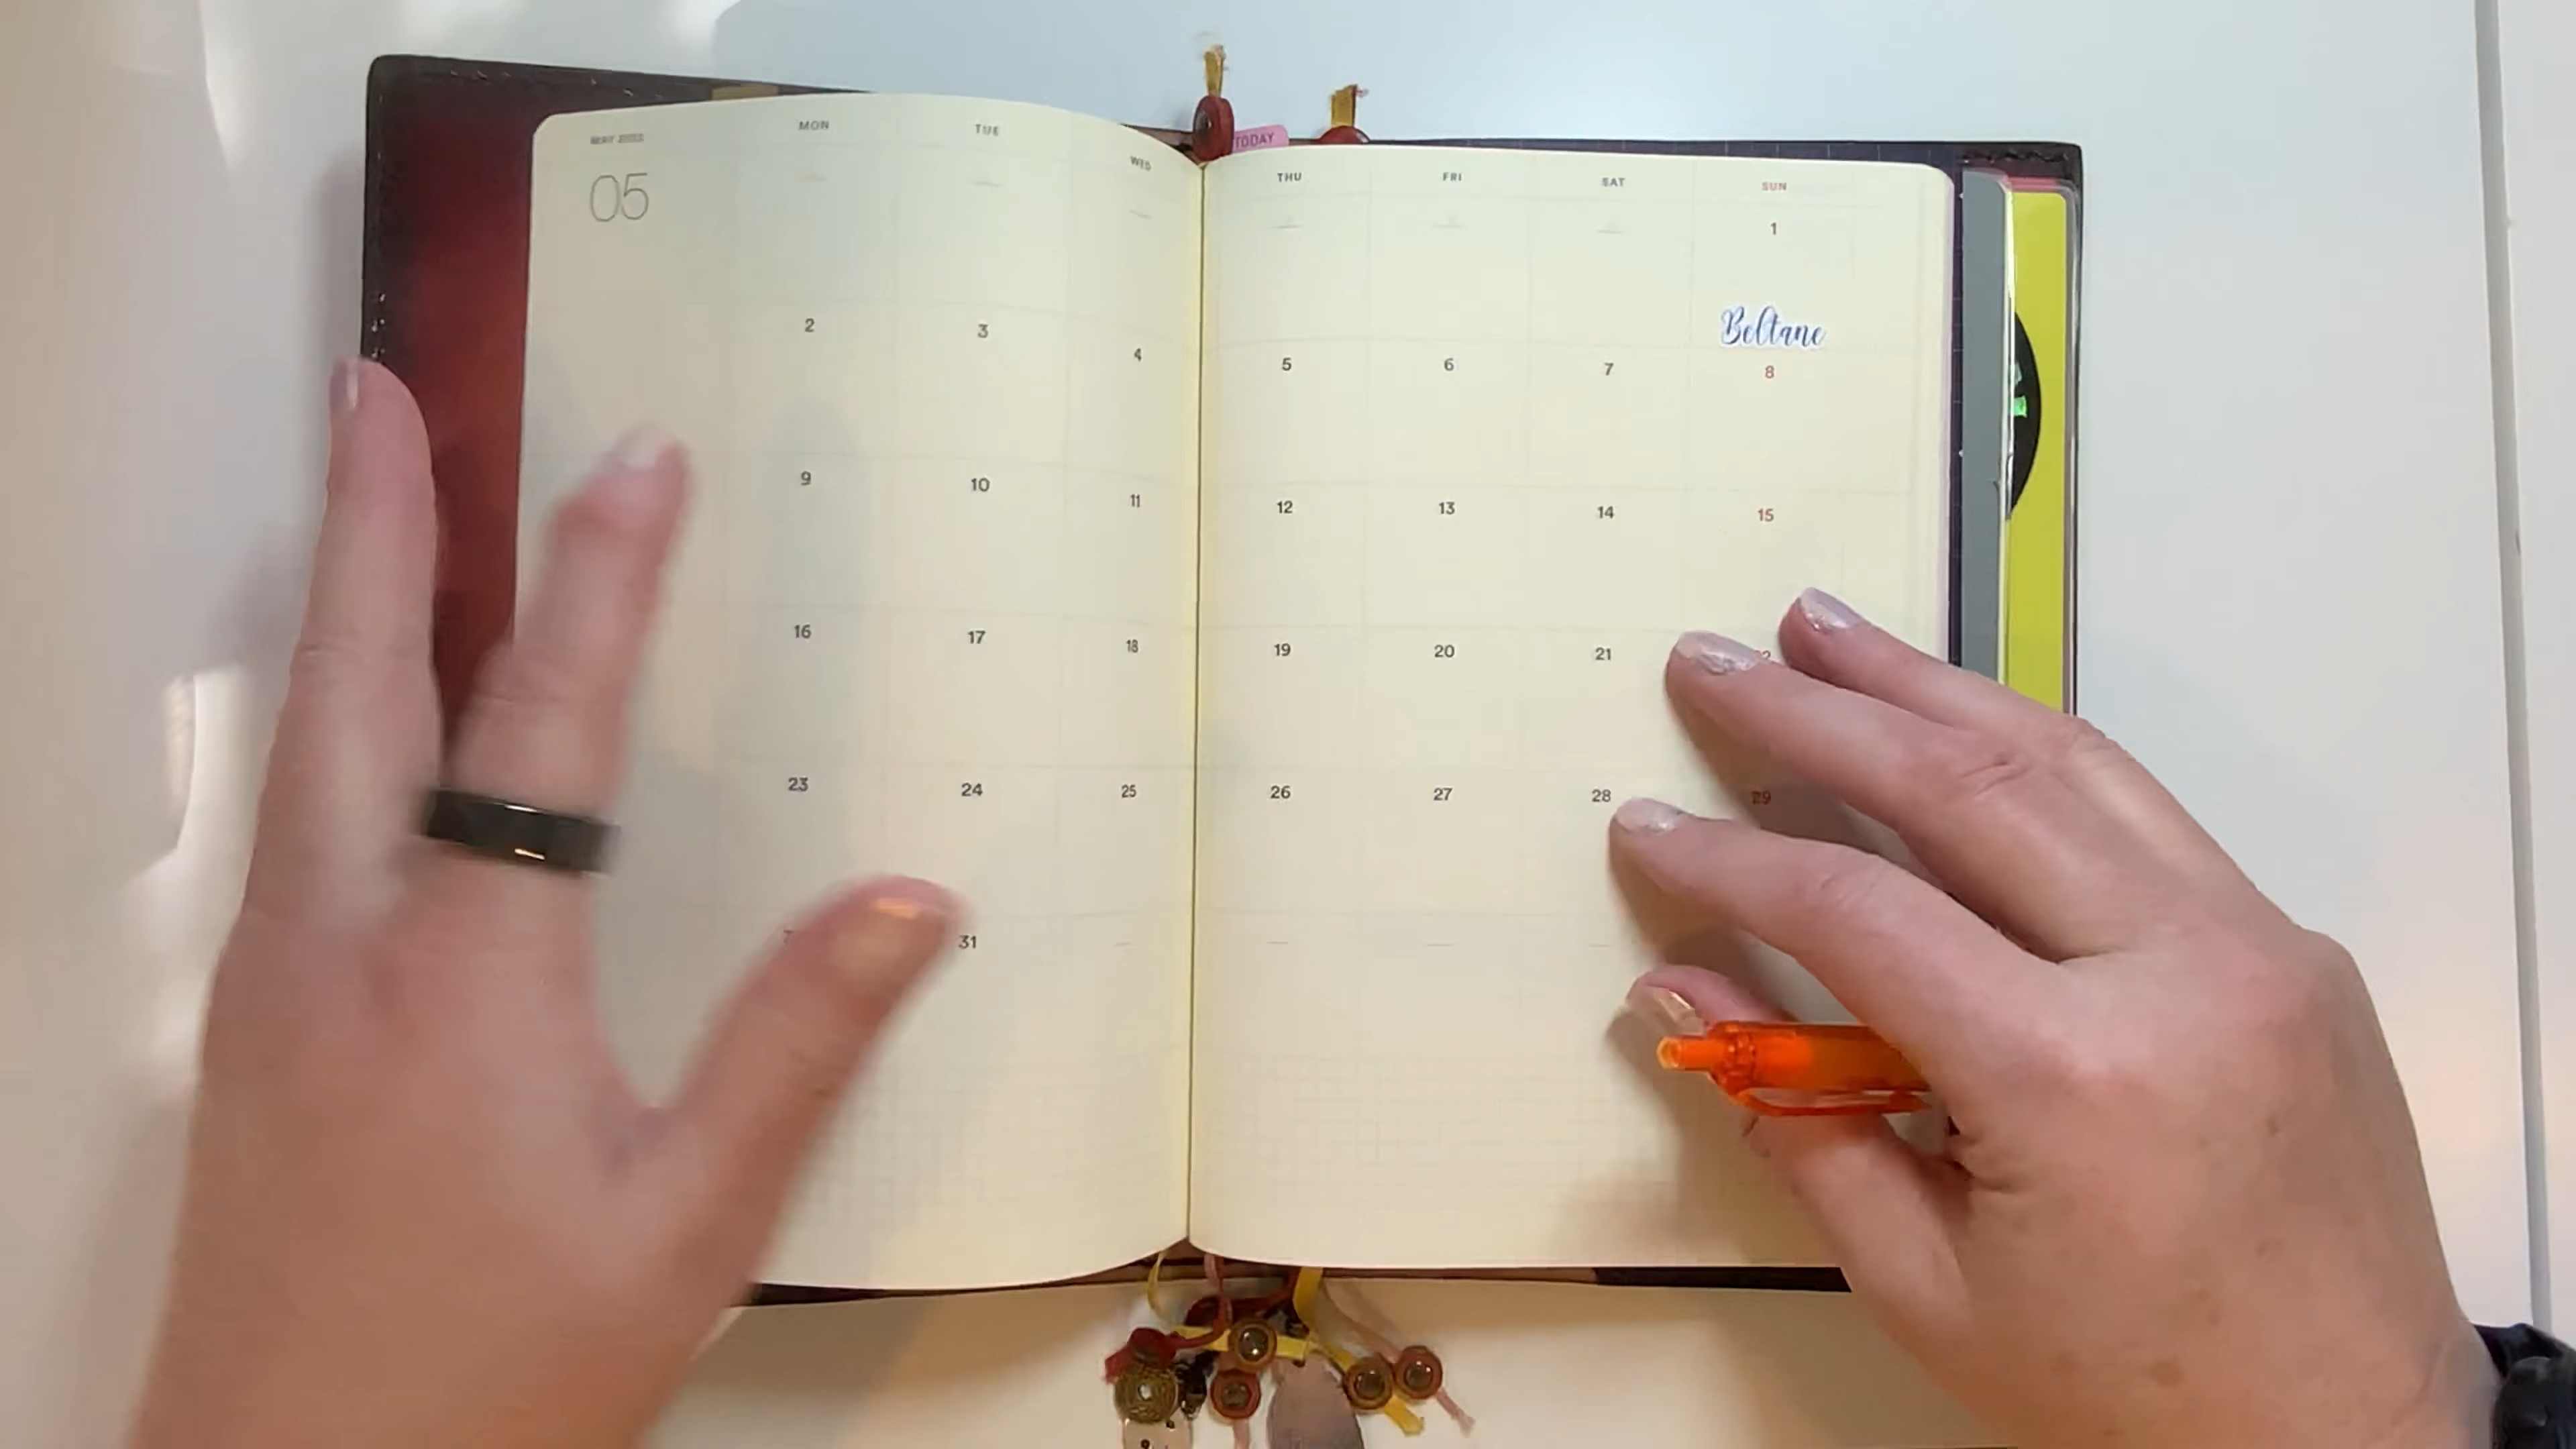 TODAY
MAY 2022
MON TUE WED THU FRI SAT SUN
05
1
Beltane
2 3 4 5 6 7 8
9 10 11 12 13 14 15
16 17 18 19 20 21
23 24 25 26 27 28 29
31